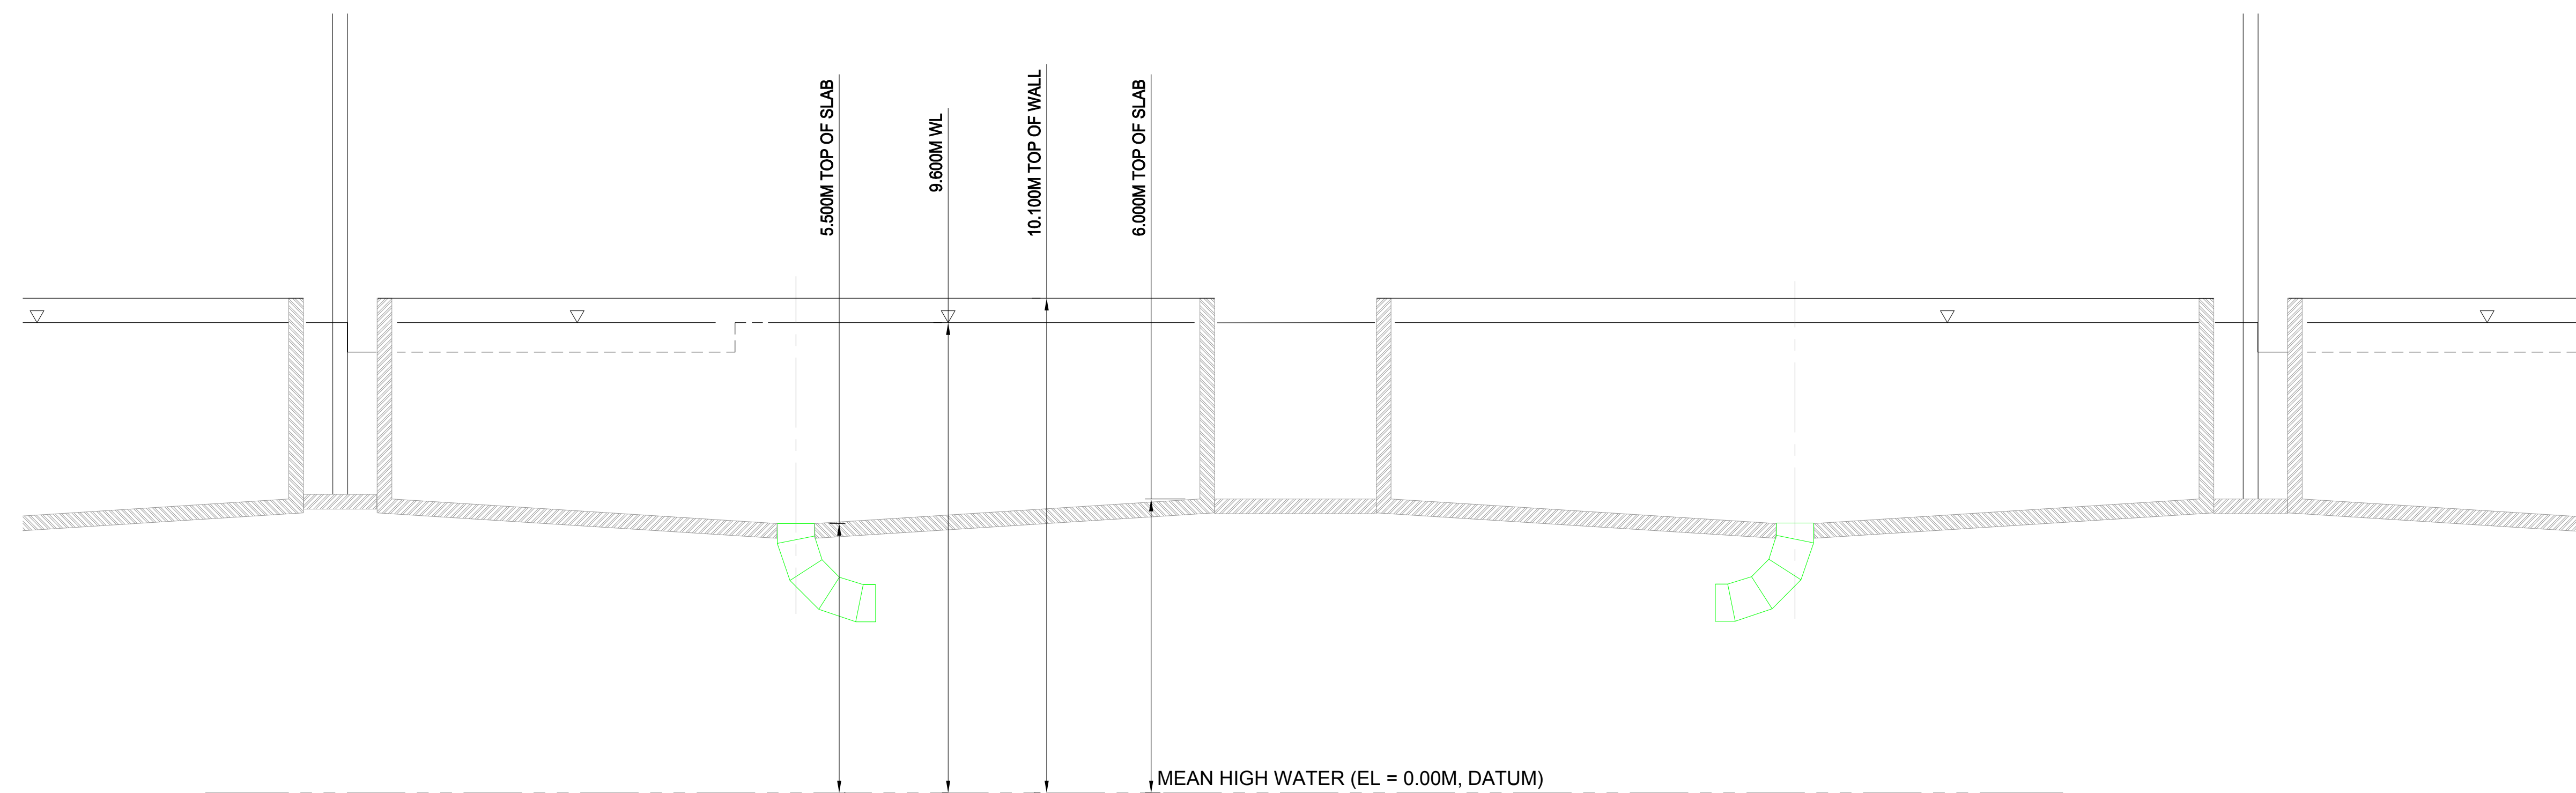 5.500M TOP OF SLAB
9.600M WL
10.100M TOP OF WALL
6.000M TOP OF SLAB
MEAN HIGH WATER (EL = 0.00M, DATUM)